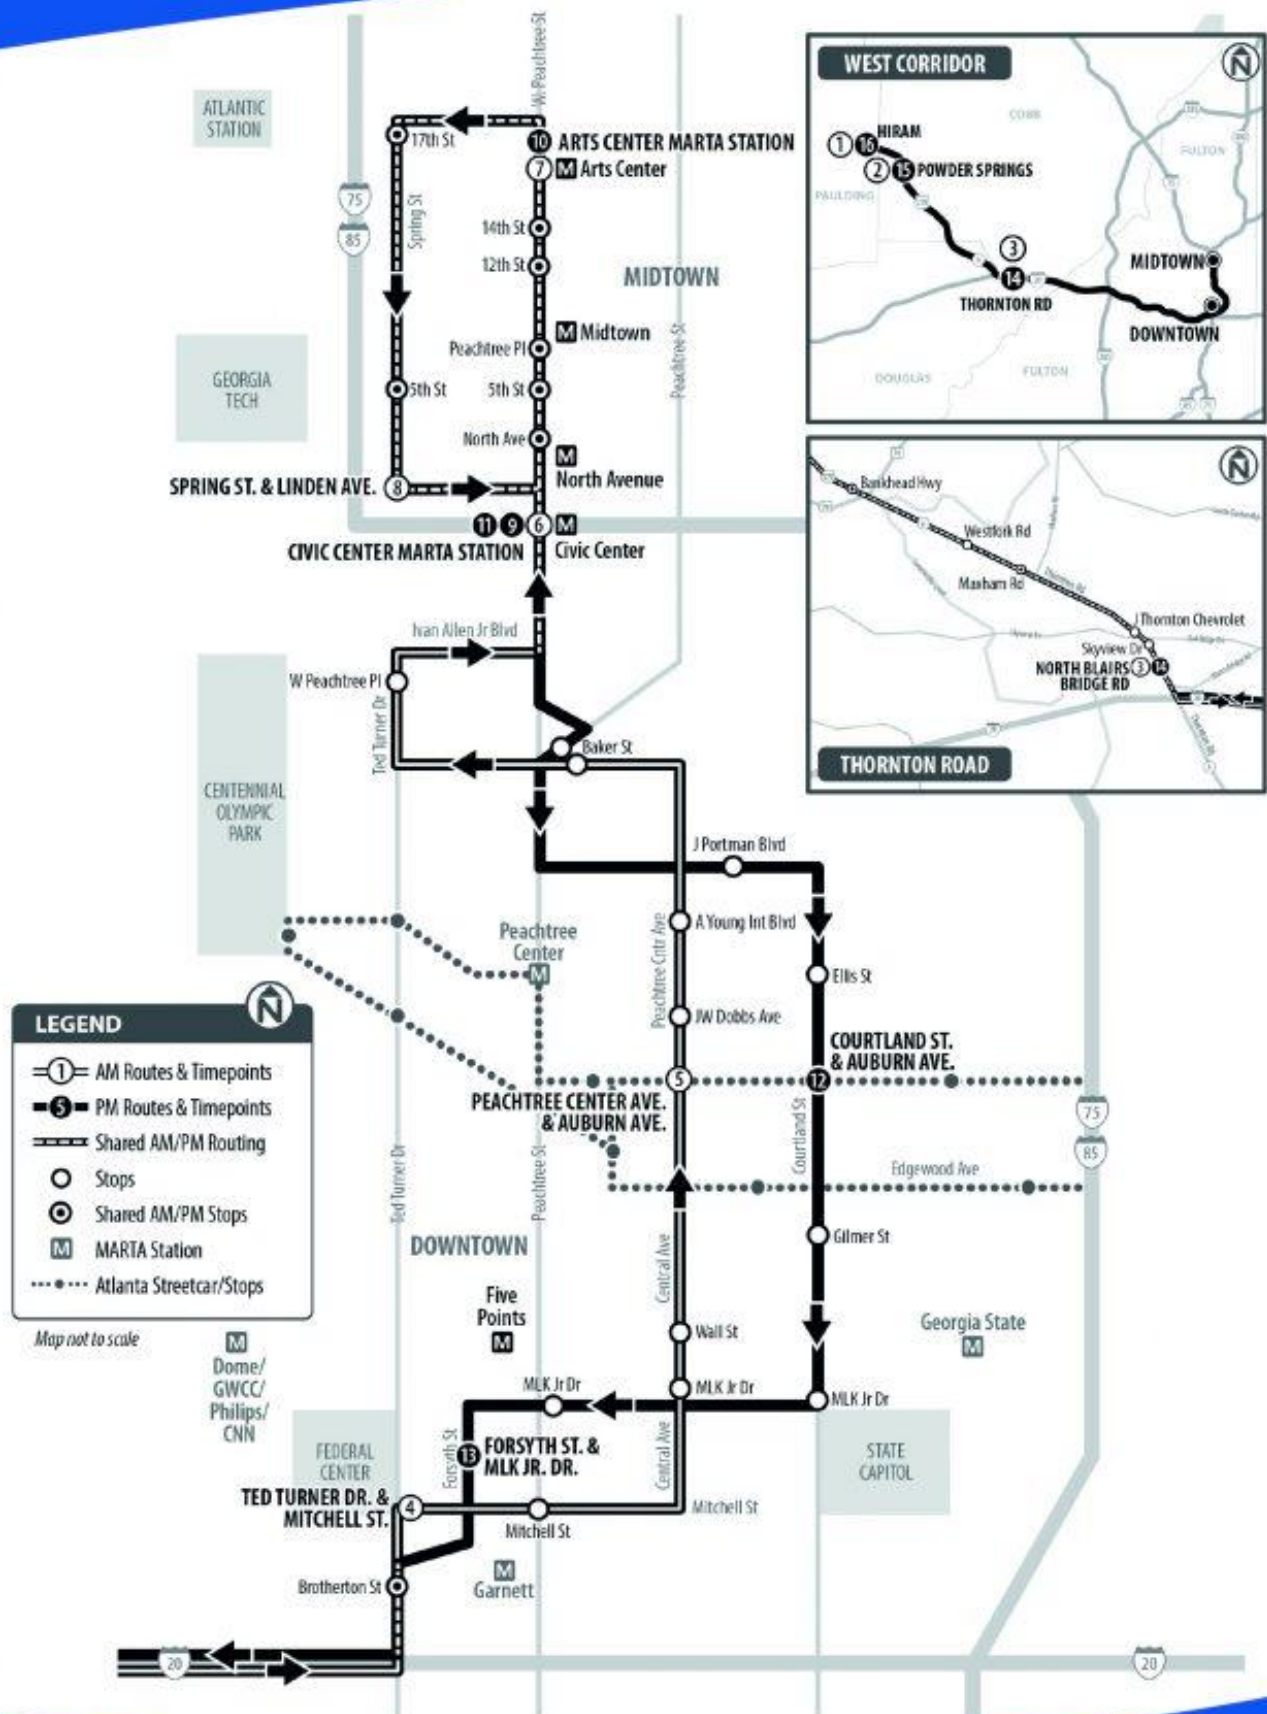 W Peachtree St
ATLANTIC
STATION
17th St
10 ARTS CENTER MARTA STATION
7 M Arts Center
75
85
Spring St
14th St
12th St
MIDTOWN
M Midtown
Peachtree Pl
Peachtree St
GEORGIA
TECH
5th St
5th St
North Ave
M
North Avenue
SPRING ST. & LINDEN AVE. 8
11 9 6 M
CIVIC CENTER MARTA STATION
Civic Center
Ivan Allen Jr Blvd
W Peachtree Pl
Ted Turner Dr
Baker St
CENTENNIAL
OLYMPIC
PARK
J Portman Blvd
A Young Int Blvd
Peachtree Cntr Ave
Peachtree
Center
M
Ellis St
JW Dobbs Ave
COURTLAND ST.
& AUBURN AVE.
5
12
PEACHTREE CENTER AVE.
& AUBURN AVE.
75
85
Courtland St
Ted Turner Dr
Peachtree St
Edgewood Ave
DOWNTOWN
Gilmer St
Central Ave
Five
Points
M
Wall St
Georgia State
M
MLK Jr Dr
MLK Jr Dr
MLK Jr Dr
M
Dome/
GWCC/
Philips/
CNN
FEDERAL
CENTER
Forsyth St
13 FORSYTH ST. &
MLK JR. DR.
Central Ave
STATE
CAPITOL
TED TURNER DR. &
MITCHELL ST.
4
Mitchell St
Mitchell St
M
Garnett
Brotherton St
20
20
LEGEND
N
1 AM Routes & Timepoints
5 PM Routes & Timepoints
Shared AM/PM Routing
Stops
Shared AM/PM Stops
M MARTA Station
Atlanta Streetcar/Stops
Map not to scale
WEST CORRIDOR
N
COBB
1 16 HIRAM
FULTON
2 15 POWDER SPRINGS
PAULDING
3
14
THORNTON RD
MIDTOWN
DOWNTOWN
DOUGLAS
FULTON
N
Bankhead Hwy
Westfork Rd
Maxham Rd
Thornton Rd
J Thornton Chevrolet
Skyview Dr
NORTH BLAIRS
BRIDGE RD
3 14
Thornton Rd
THORNTON ROAD